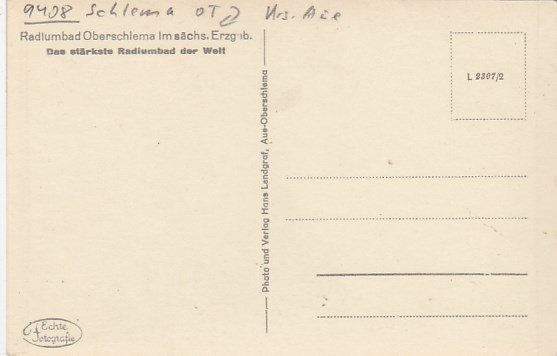 9408 Schlema OT Krs. Aue
Radiumbad Oberschlema im sächs. Erzgeb.
Das stärkste Radiumbad der Welt
L 2307/2
Photo und Verlag Hans Landgraf, Aue-Oberschlema
Echte
Fotografie